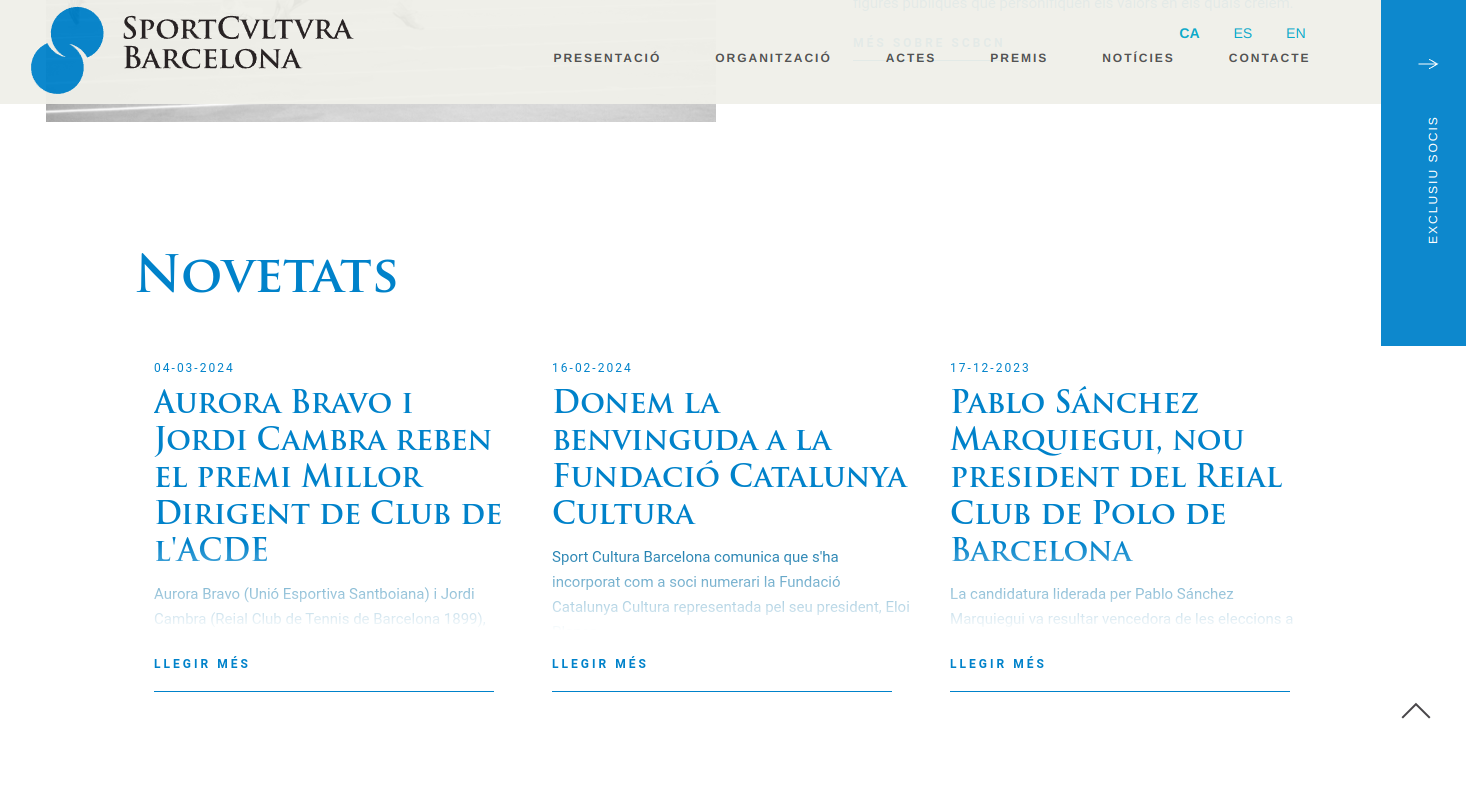 SportCvltvra
Barcelona
figures públiques que personifiquen els valors en els quals creiem.
MÉS SOBRE SCBCN
CA ES EN
PRESENTACIÓ ORGANITZACIÓ ACTES PREMIS NOTÍCIES CONTACTE
EXCLUSIU SOCIS
Novetats
04-03-2024
Aurora Bravo i
Jordi Cambra reben
el premi Millor
Dirigent de Club de
l'ACDE
Aurora Bravo (Unió Esportiva Santboiana) i Jordi
Cambra (Reial Club de Tennis de Barcelona 1899),
LLEGIR MÉS
16-02-2024
Donem la
benvinguda a la
Fundació Catalunya
Cultura
Sport Cultura Barcelona comunica que s'ha
incorporat com a soci numerari la Fundació
Catalunya Cultura representada pel seu president, Eloi
LLEGIR MÉS
17-12-2023
Pablo Sánchez
Marquiegui, nou
president del Reial
Club de Polo de
Barcelona
La candidatura liderada per Pablo Sánchez
Marquiegui va resultar vencedora de les eleccions a
LLEGIR MÉS